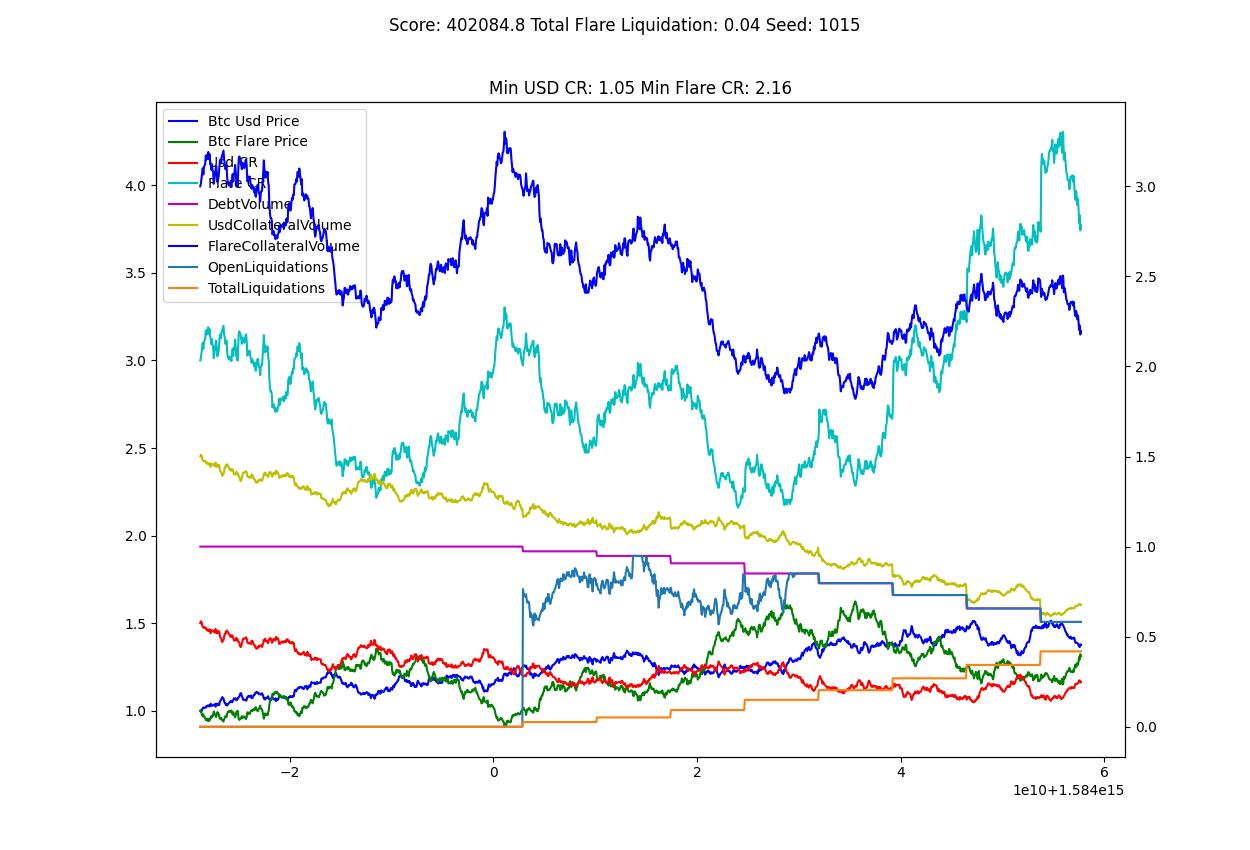 Score: 402084.8 Total Flare Liquidation: 0.04 Seed: 1015
Min USD CR: 1.05 Min Flare CR: 2.16
Btc Usd Price
Btc Flare Price
Usd CR
Flare CR
DebtVolume
UsdCollateralVolume
FlareCollateralVolume
OpenLiquidations
TotalLiquidations
4.0
3.5
3.0
2.5
2.0
1.5
1.0
3.0
2.5
2.0
1.5
1.0
0.5
0.0
−2 0 2 4 6
1e10+1.584e15